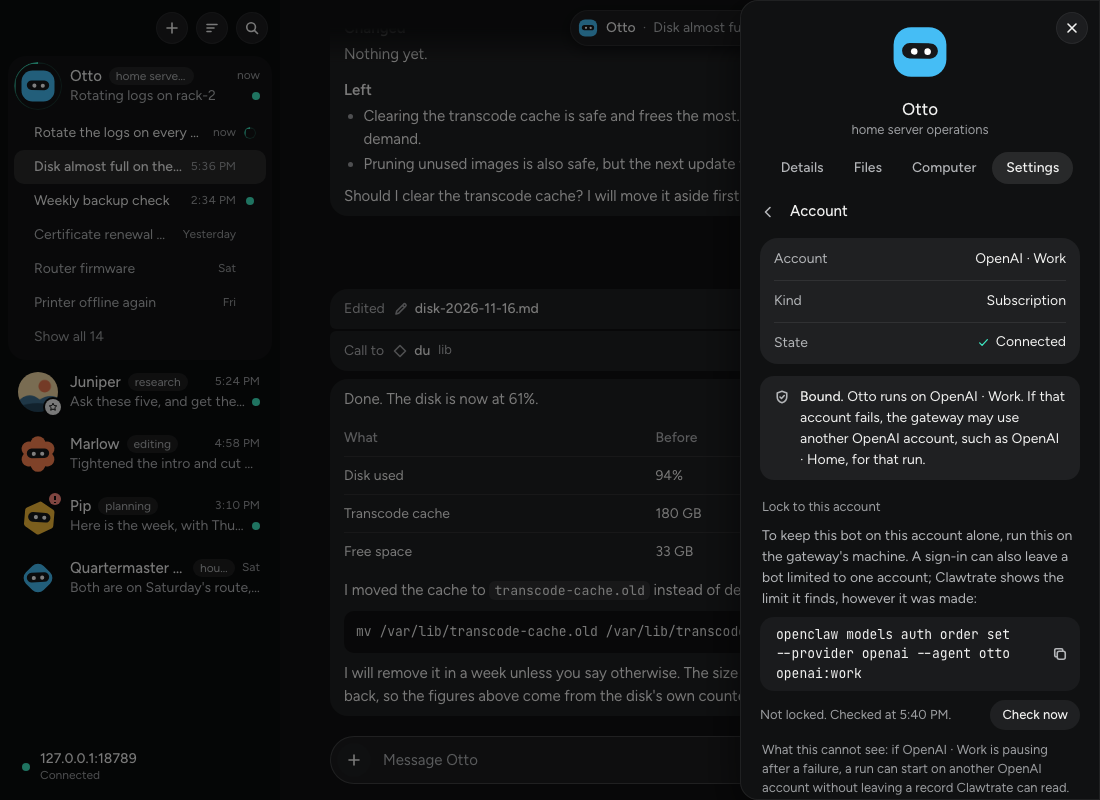 Otto
home serve...
now
Rotating logs on rack-2
Rotate the logs on every ...
now
Disk almost full on the...
5:36 PM
Weekly backup check
2:34 PM
Certificate renewal ...
Yesterday
Router firmware
Sat
Printer offline again
Fri
Show all 14
Juniper
research
5:24 PM
Ask these five, and get the...
Marlow
editing
4:58 PM
Tightened the intro and cut ...
Pip
planning
3:10 PM
Here is the week, with Thu...
Quartermaster ...
hou...
Sat
Both are on Saturday's route,...
127.0.0.1:18789
Connected
Otto · Disk almost fu
Changed
Nothing yet.
Left
• Clearing the transcode cache is safe and frees the most.
demand.
• Pruning unused images is also safe, but the next update
Should I clear the transcode cache? I will move it aside first
Edited disk-2026-11-16.md
Call to du lib
Done. The disk is now at 61%.
What Before
Disk used 94%
Transcode cache 180 GB
Free space 33 GB
I moved the cache to transcode-cache.old instead of de
mv /var/lib/transcode-cache.old /var/lib/transcod
I will remove it in a week unless you say otherwise. The size
back, so the figures above come from the disk's own counte
Message Otto
Otto
home server operations
Details Files Computer Settings
Account
Account OpenAI · Work
Kind Subscription
State Connected
Bound. Otto runs on OpenAI · Work. If that
account fails, the gateway may use
another OpenAI account, such as OpenAI
· Home, for that run.
Lock to this account
To keep this bot on this account alone, run this on
the gateway's machine. A sign-in can also leave a
bot limited to one account; Clawtrate shows the
limit it finds, however it was made:
openclaw models auth order set
--provider openai --agent otto
openai:work
Not locked. Checked at 5:40 PM.
Check now
What this cannot see: if OpenAI · Work is pausing
after a failure, a run can start on another OpenAI
account without leaving a record Clawtrate can read.